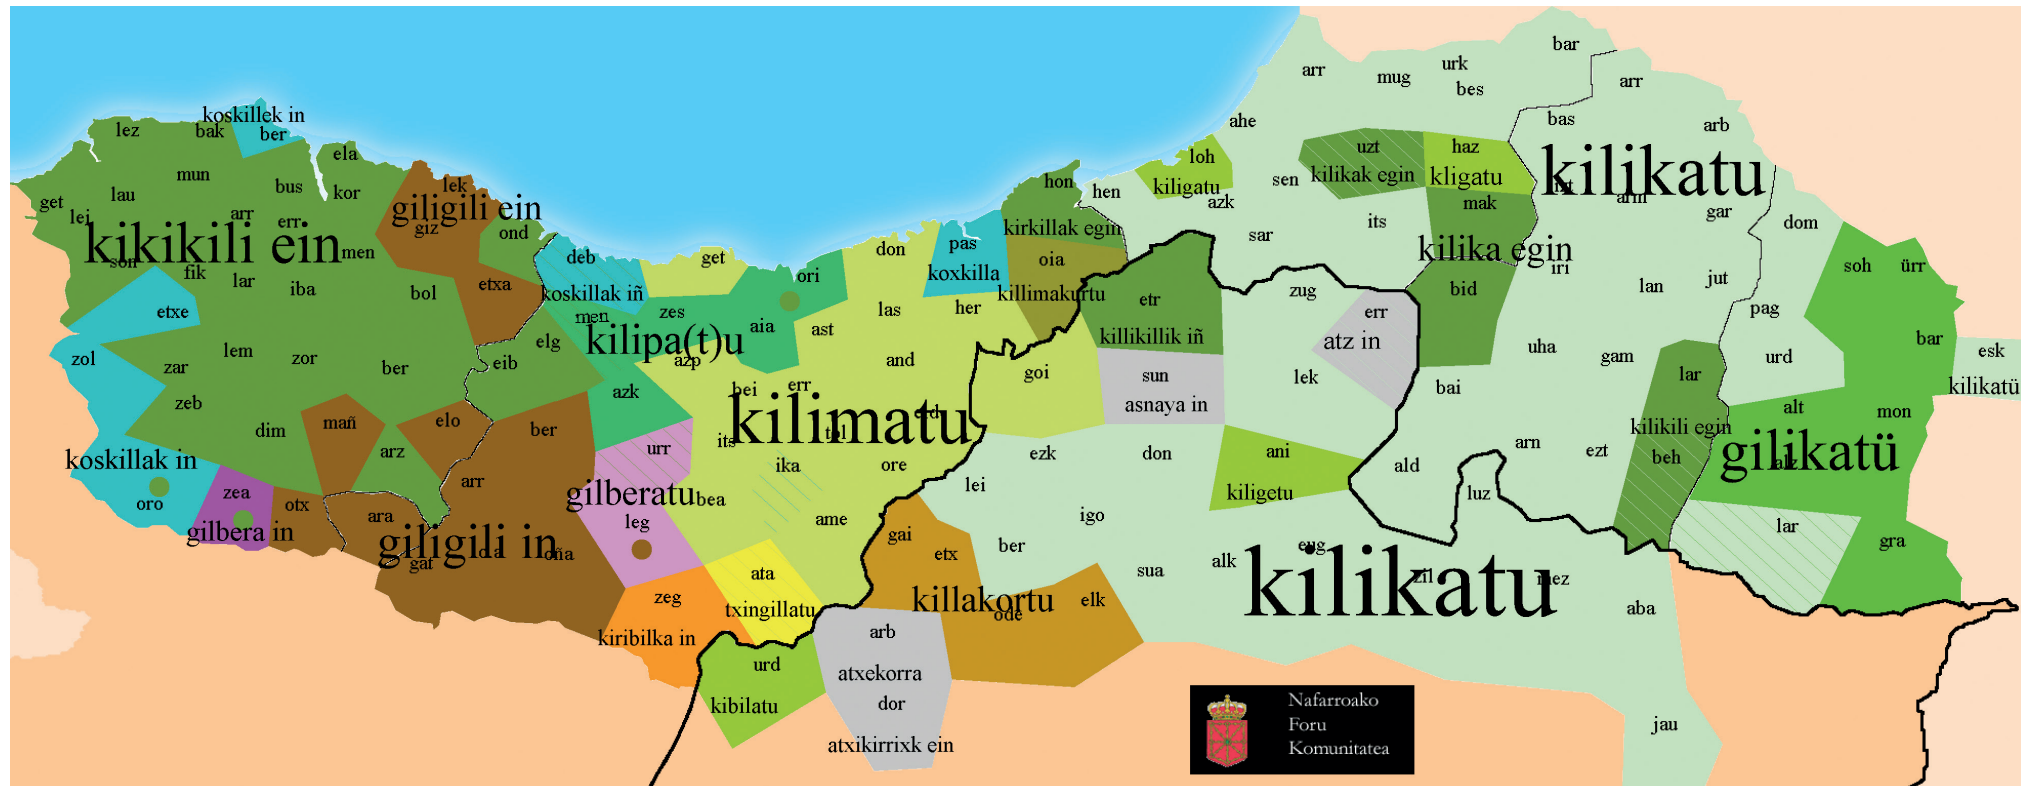 bar
arr
mug
urk
bes
arr
koskillek in
lez
bak
ber
ahe
bas
arb
ela
loh
uzt
haz
mun
lau
bus
kor
lek
hon
hen
kiligatu
azk
sen
kilikak egin
kligatu
kilikatu
get
lei
arr
err
giligili ein
giz
ond
kirkillak egin
sar
its
mak
arm
gar
dom
kikikili ein
men
son
fik
lar
iba
bol
etxa
deb
koskillak iñ
get
ori
don
pas
koxkilla
oia
kilika egin
iri
soh
ürr
etxe
men
zes
aia
ast
las
her
killimakurtu
etr
killikillik iñ
zug
err
atz in
bid
lan
jut
pag
zol
zar
lem
zor
ber
eib
elg
kilipa(t)u
azp
and
goi
sun
asnaya in
lek
uha
gam
urd
bar
esk
kilikatü
zeb
dim
mañ
elo
ber
azk
bei
err
kilimatu
its
tol
bai
lar
alt
mon
kilikili egin
koskillak in
arz
urr
ika
ore
ezk
don
ani
kiligetu
ald
arn
ezt
beh
gilikatü
alz
oro
zea
otx
arr
gilberatu
bea
leg
lei
luz
gilbera in
ara
giligili in
gat
oña
ame
gai
etx
igo
ber
lar
gra
ata
txingillatu
zeg
kiribilka in
killakortu
ode
elk
sua
alk
eug
kilikatu
zil
mez
aba
arb
atxekorra
dor
atxikirrixk ein
urd
kibilatu
jau
Nafarroako
Foru
Komunitatea